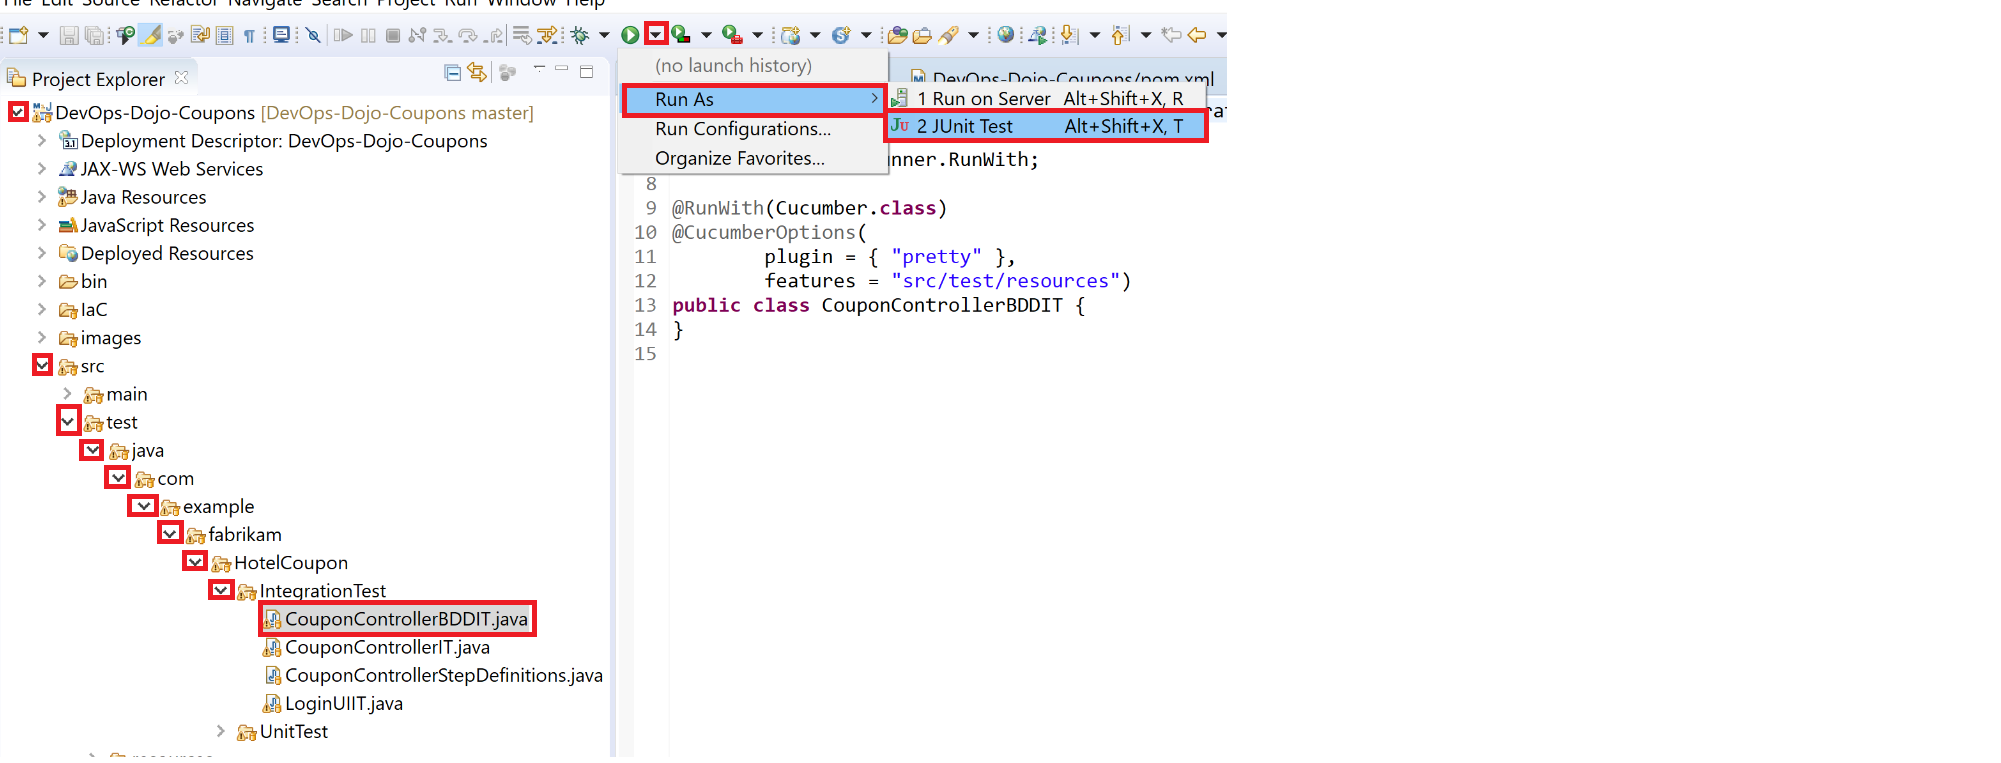 File Edit Source Refactor Navigate Search Project Run Window Help
Project Explorer
DevOps-Dojo-Coupons [DevOps-Dojo-Coupons master]
Deployment Descriptor: DevOps-Dojo-Coupons
JAX-WS Web Services
Java Resources
JavaScript Resources
Deployed Resources
bin
IaC
images
src
main
test
java
com
example
fabrikam
HotelCoupon
IntegrationTest
CouponControllerBDDIT.java
CouponControllerIT.java
CouponControllerStepDefinitions.java
LoginUIIT.java
UnitTest
resources
(no launch history)
Run As
Run Configurations...
Organize Favorites...
DevOps-Dojo-Coupons/pom.xml
1 Run on Server Alt+Shift+X, R
2 JUnit Test Alt+Shift+X, T
nner.RunWith;
8
9 @RunWith(Cucumber.class)
10 @CucumberOptions(
11 plugin = { "pretty" },
12 features = "src/test/resources")
13 public class CouponControllerBDDIT {
14 }
15